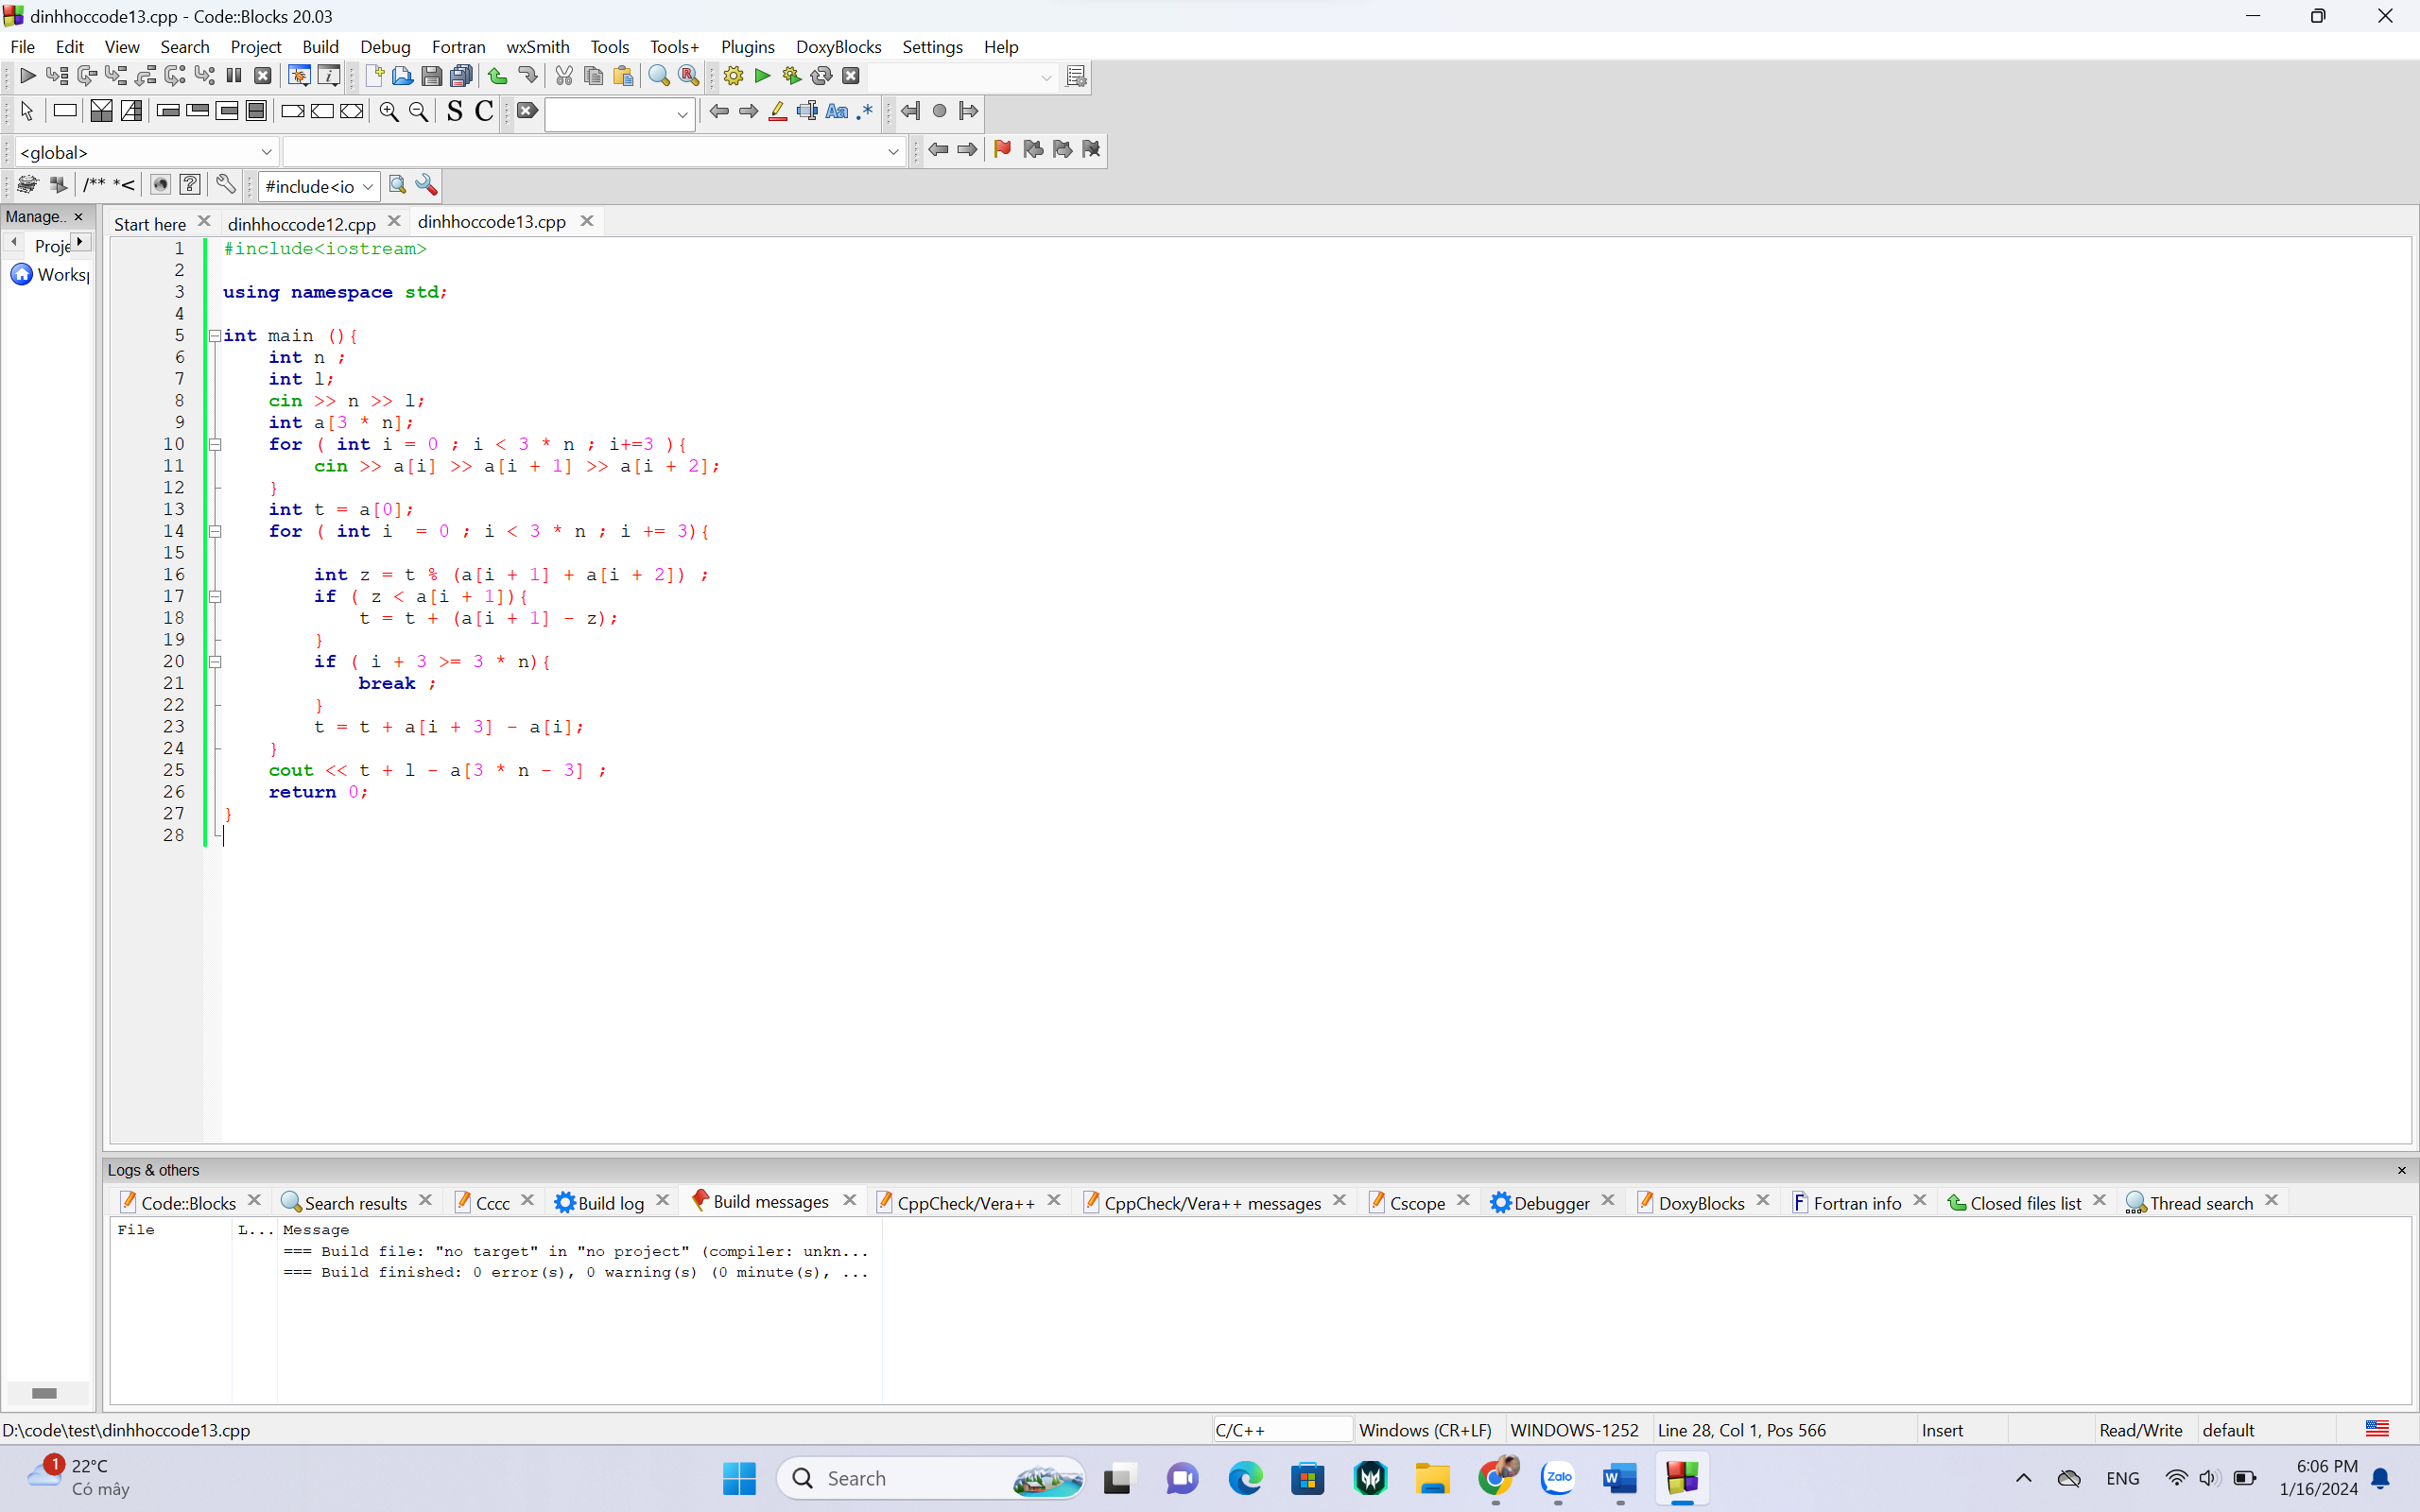 dinhhoccode13.cpp - Code::Blocks 20.03
File Edit View Search Project Build Debug Fortran wxSmith Tools Tools+ Plugins DoxyBlocks Settings Help
S C
Aa .*
<global>
/** *<
#include<io
Manage..
Start here dinhhoccode12.cpp dinhhoccode13.cpp
Proje
Worksp
1 #include<iostream>
2
3 using namespace std;
4
5 int main (){
6 int n ;
7 int l;
8 cin >> n >> l;
9 int a[3 * n];
10 for ( int i = 0 ; i < 3 * n ; i+=3 ){
11 cin >> a[i] >> a[i + 1] >> a[i + 2];
12 }
13 int t = a[0];
14 for ( int i  = 0 ; i < 3 * n ; i += 3){
15
16 int z = t % (a[i + 1] + a[i + 2]) ;
17 if ( z < a[i + 1]){
18 t = t + (a[i + 1] - z);
19 }
20 if ( i + 3 >= 3 * n){
21 break ;
22 }
23 t = t + a[i + 3] - a[i];
24 }
25 cout << t + l - a[3 * n - 3] ;
26 return 0;
27 }
28
Logs & others
Code::Blocks Search results Cccc Build log Build messages CppCheck/Vera++ CppCheck/Vera++ messages Cscope Debugger DoxyBlocks Fortran info Closed files list Thread search
File L... Message
=== Build file: "no target" in "no project" (compiler: unkn...
=== Build finished: 0 error(s), 0 warning(s) (0 minute(s), ...
D:\code\test\dinhhoccode13.cpp C/C++ Windows (CR+LF) WINDOWS-1252 Line 28, Col 1, Pos 566 Insert Read/Write default
1
22°C
Có mây
Search
Zalo
W
ENG
6:06 PM
1/16/2024